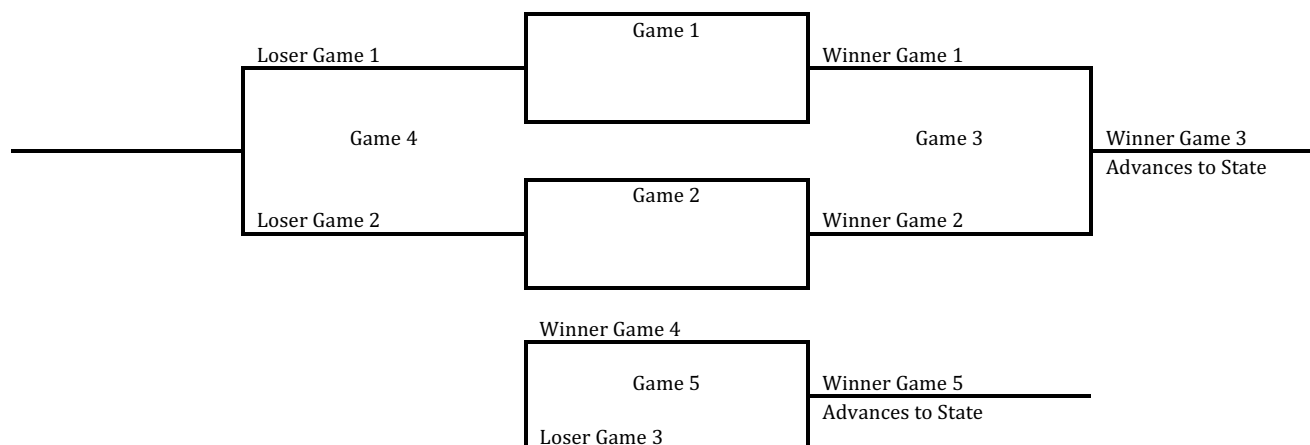 Game 1
Loser Game 1
Winner Game 1
Game 4
Game 3
Winner Game 3
Advances to State
Game 2
Loser Game 2
Winner Game 2
Winner Game 4
Game 5
Winner Game 5
Advances to State
Loser Game 3